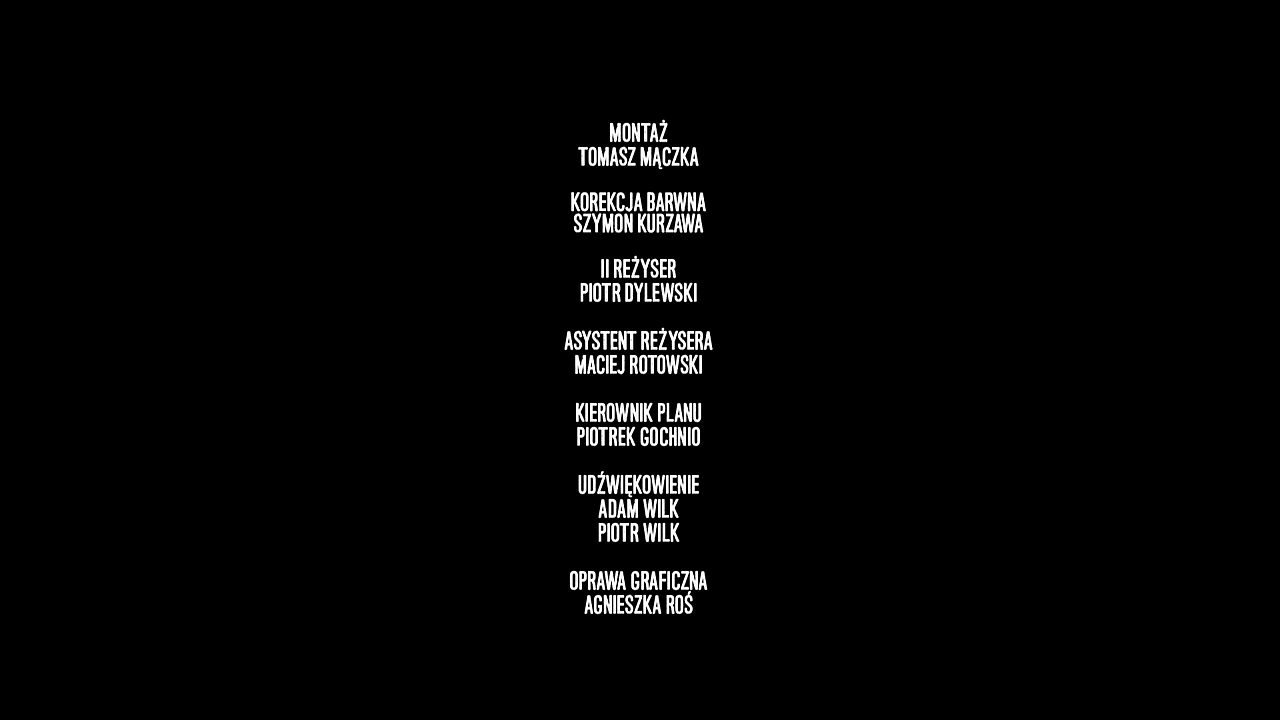 MONTAŻ
TOMASZ MĄCZKA
KOREKCJA BARWNA
SZYMON KURZAWA
II REŻYSER
PIOTR DYLEWSKI
ASYSTENT REŻYSERA
MACIEJ ROTOWSKI
KIEROWNIK PLANU
PIOTREK GOCHNIO
UDŹWIĘKOWIENIE
ADAM WILK
PIOTR WILK
OPRAWA GRAFICZNA
AGNIESZKA ROŚ